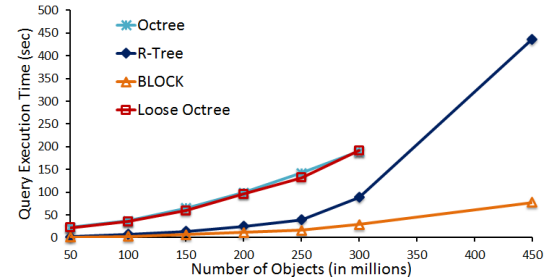 Query Execution Time (sec)
500
450
400
350
300
250
200
150
100
50
0
Octree
R-Tree
BLOCK
Loose Octree
50 100 150 200 250 300 350 400 450
Number of Objects (in millions)